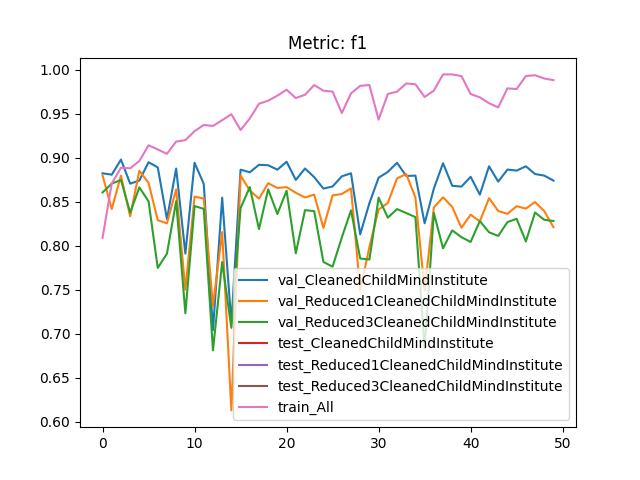 Metric: f1
1.00
0.95
0.90
0.85
0.80
0.75
0.70
0.65
0.60
val_CleanedChildMindInstitute
val_Reduced1CleanedChildMindInstitute
val_Reduced3CleanedChildMindInstitute
test_CleanedChildMindInstitute
test_Reduced1CleanedChildMindInstitute
test_Reduced3CleanedChildMindInstitute
train_All
0 10 20 30 40 50